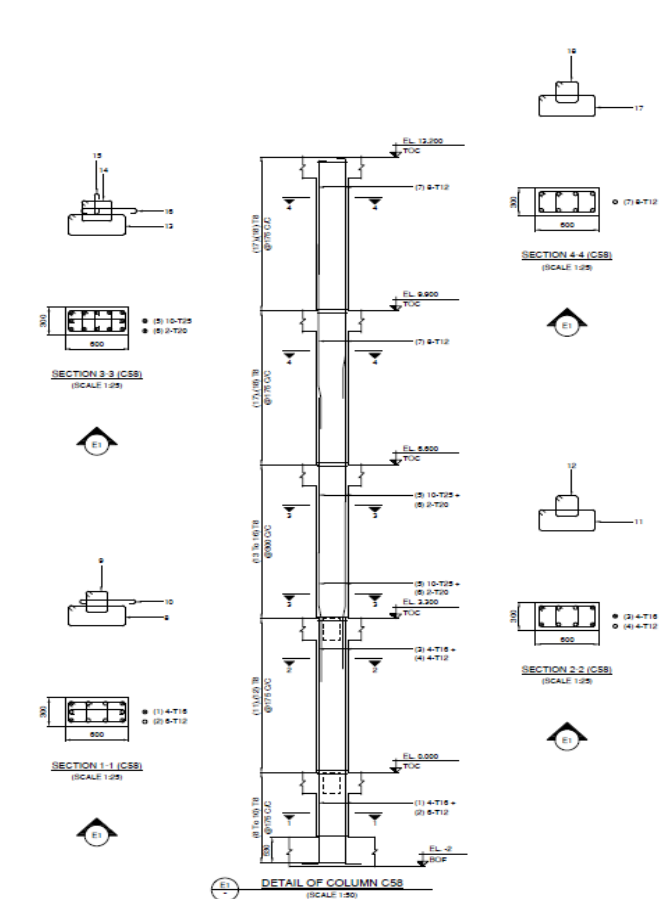 18
17
15
14
16
13
EL. 13.200
TOC
(7) 8-T12
4
4
(17),(18) T8
@175 C/C
300
600
(7) 8-T12
SECTION 4-4 (C58)
(SCALE 1:25)
E1
300
600
(5) 10-T25
(6) 2-T20
SECTION 3-3 (C58)
(SCALE 1:25)
E1
EL. 9.900
TOC
(7) 8-T12
4
4
(17),(18) T8
@175 C/C
EL. 6.600
TOC
(5) 10-T25 +
(6) 2-T20
3
3
(13 To 16) T8
(5) 10-T25 +
(6) 2-T20
3
3
EL. 3.300
TOC
12
11
300
600
(3) 4-T16
(4) 4-T12
SECTION 2-2 (C58)
(SCALE 1:25)
E1
9
10
8
(3) 4-T16 +
(4) 4-T12
2
2
(11),(12) T8
@175 C/C
300
600
(1) 4-T16
(2) 6-T12
SECTION 1-1 (C58)
(SCALE 1:25)
E1
EL. 0.000
TOC
(1) 4-T16 +
(2) 6-T12
1
1
(8 To 10) T8
@175 C/C
EL. -2
BOF
E1
-
DETAIL OF COLUMN C58
(SCALE 1:50)